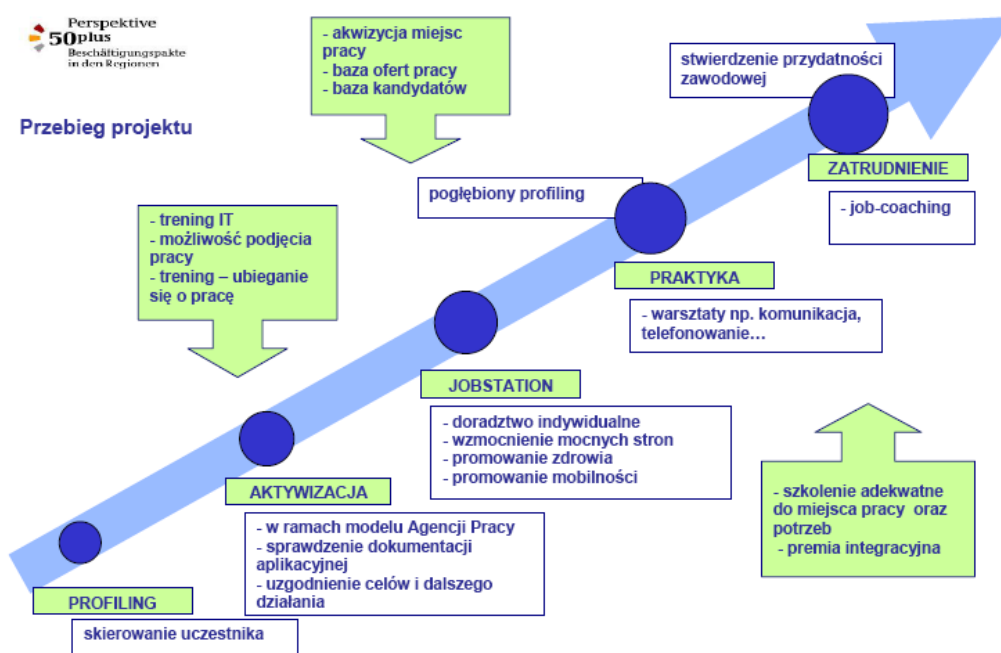 Perspektive
50plus
Beschäftigungspakte
in den Regionen
Przebieg projektu
- akwizycja miejsc
pracy
- baza ofert pracy
- baza kandydatów
stwierdzenie przydatności
zawodowej
ZATRUDNIENIE
- job-coaching
pogłębiony profiling
- trening IT
- możliwość podjęcia
pracy
- trening – ubieganie
się o pracę
PRAKTYKA
- warsztaty np. komunikacja,
telefonowanie…
JOBSTATION
- doradztwo indywidualne
- wzmocnienie mocnych stron
- promowanie zdrowia
- promowanie mobilności
AKTYWIZACJA
- w ramach modelu Agencji Pracy
- sprawdzenie dokumentacji
aplikacyjnej
- uzgodnienie celów i dalszego
działania
- szkolenie adekwatne
do miejsca pracy oraz
potrzeb
- premia integracyjna
PROFILING
skierowanie uczestnika